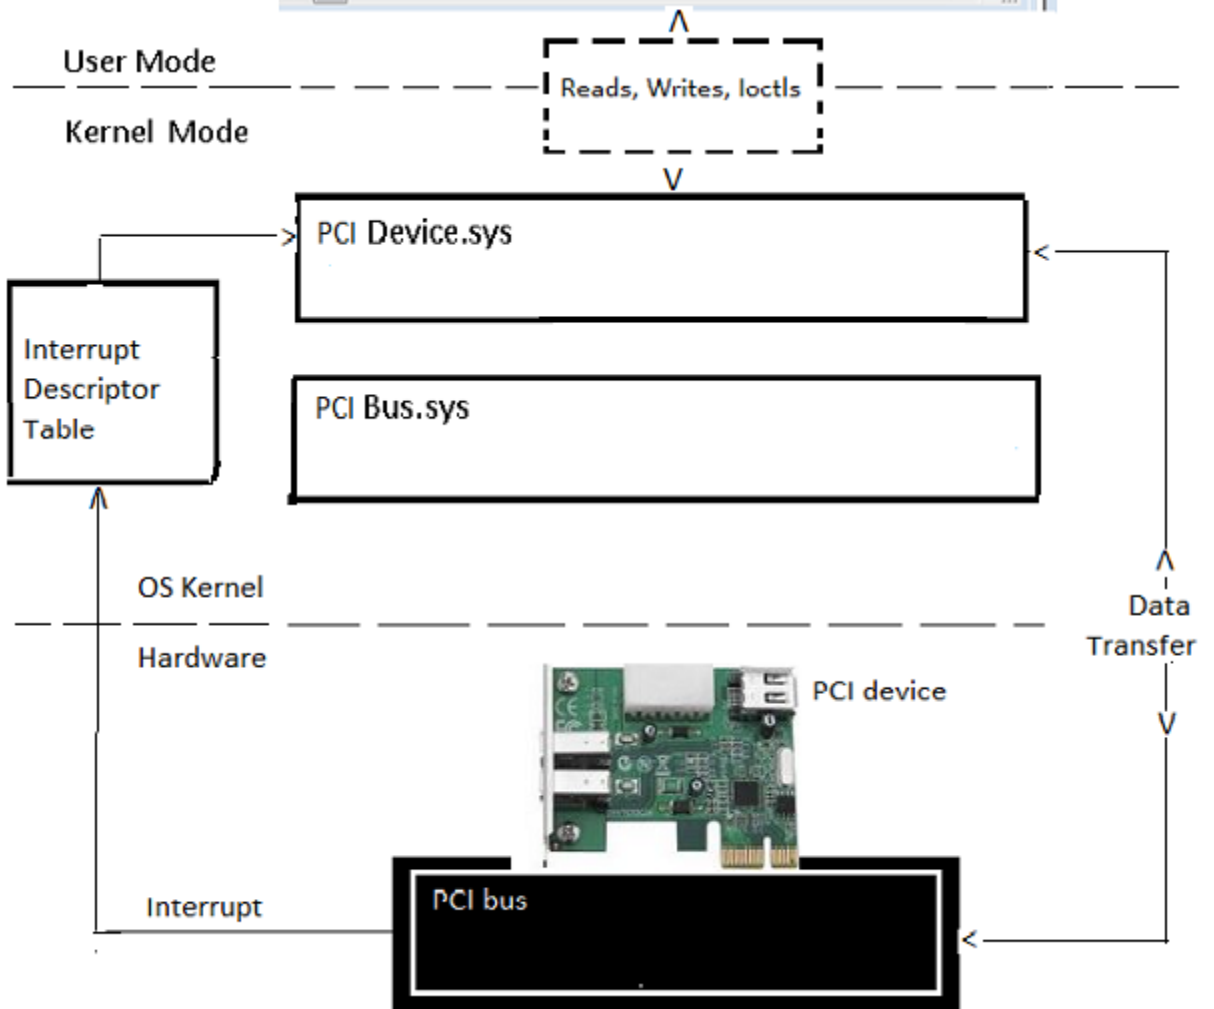 User Mode
Reads, Writes, Ioctls
Kernel Mode
PCI Device.sys
Interrupt
Descriptor
Table
PCI Bus.sys
OS Kernel
Data
Transfer
Hardware
PCI device
Interrupt
PCI bus